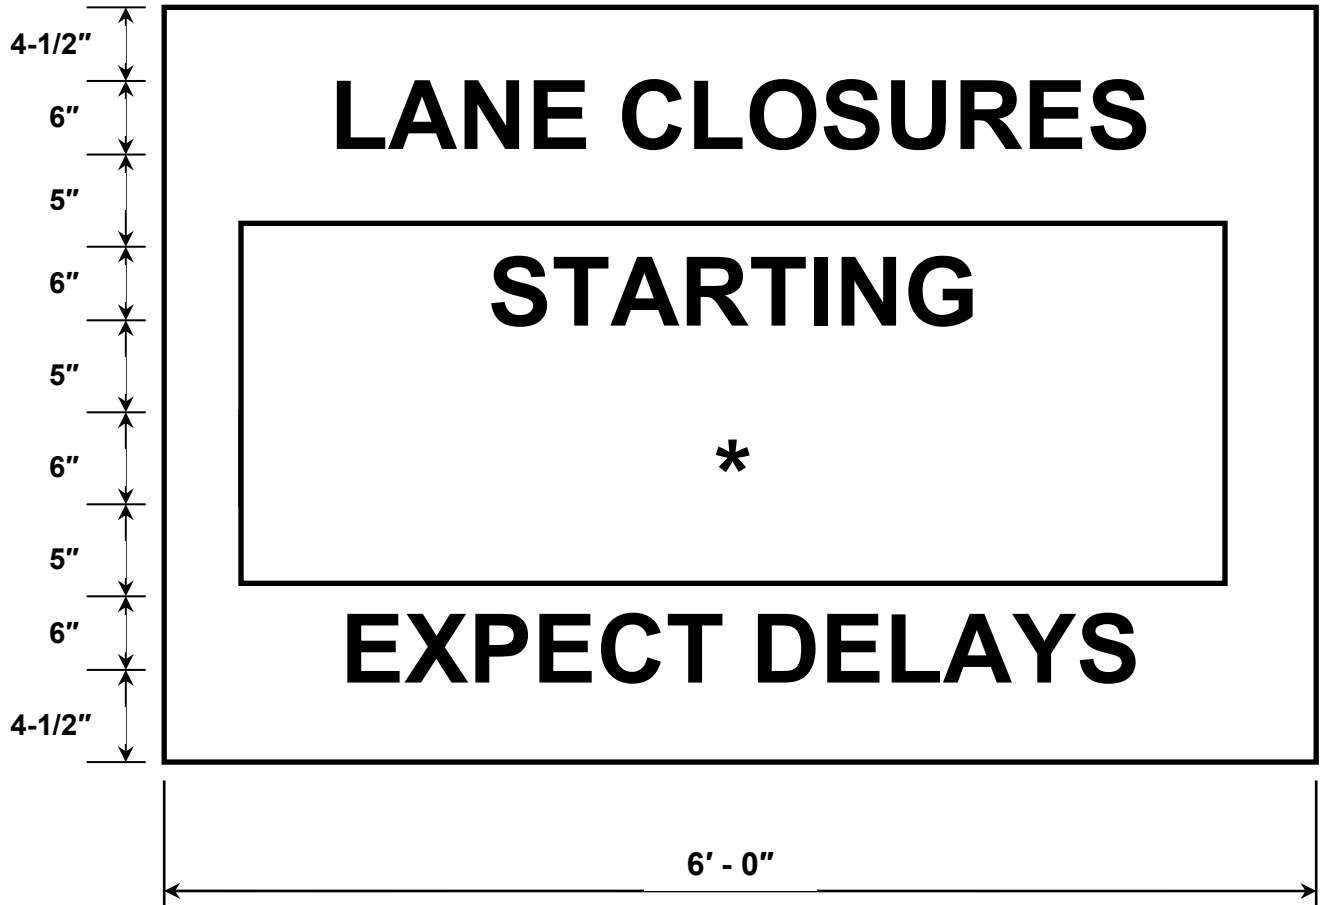 4-1/2″
LANE CLOSURES
6″
5″
STARTING
6″
5″
*
6″
5″
EXPECT DELAYS
6″
4-1/2″
6′ - 0″